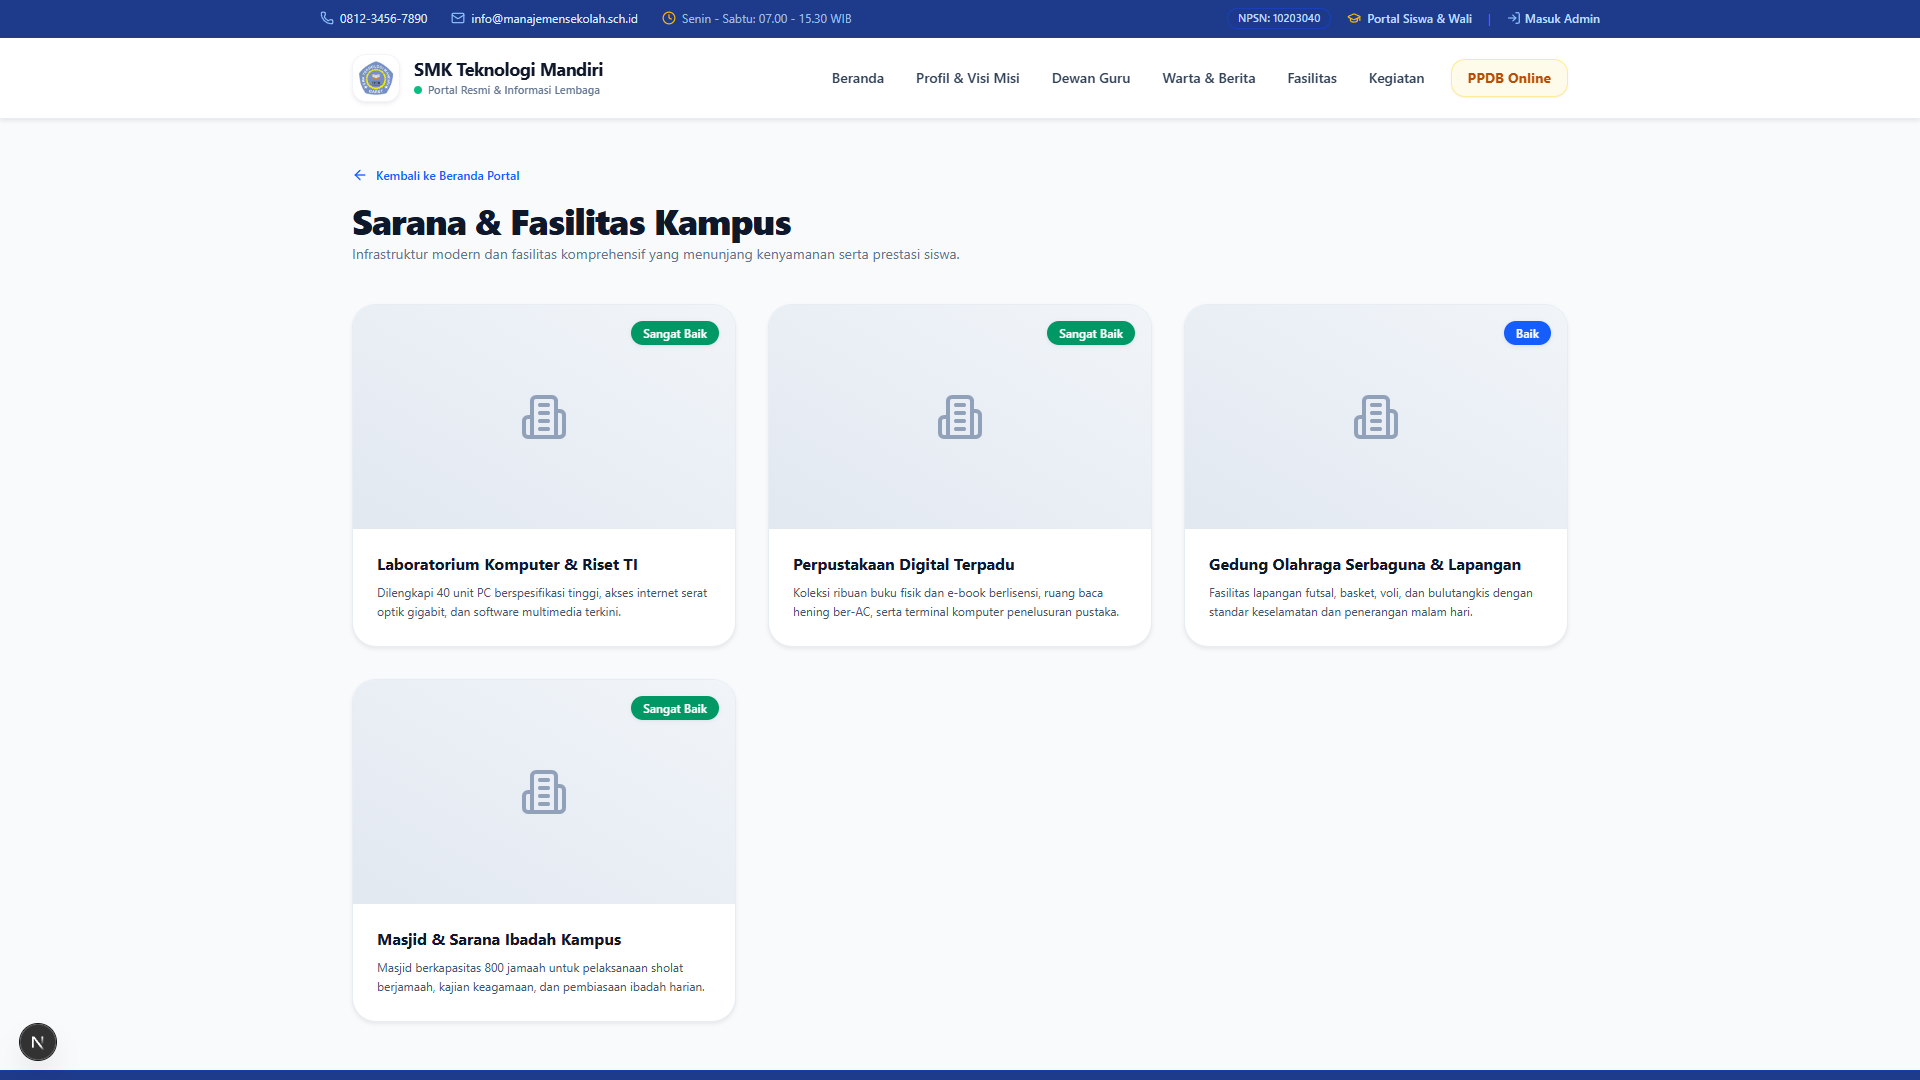 0812-3456-7890
info@manajemensekolah.sch.id
Senin - Sabtu: 07.00 - 15.30 WIB
NPSN: 10203040
Portal Siswa & Wali
|
Masuk Admin
SMK Teknologi Mandiri
Portal Resmi & Informasi Lembaga
Beranda
Profil & Visi Misi
Dewan Guru
Warta & Berita
Fasilitas
Kegiatan
PPDB Online
Kembali ke Beranda Portal
Sarana & Fasilitas Kampus
Infrastruktur modern dan fasilitas komprehensif yang menunjang kenyamanan serta prestasi siswa.
Sangat Baik
Laboratorium Komputer & Riset TI
Dilengkapi 40 unit PC berspesifikasi tinggi, akses internet serat
optik gigabit, dan software multimedia terkini.
Sangat Baik
Perpustakaan Digital Terpadu
Koleksi ribuan buku fisik dan e-book berlisensi, ruang baca
hening ber-AC, serta terminal komputer penelusuran pustaka.
Baik
Gedung Olahraga Serbaguna & Lapangan
Fasilitas lapangan futsal, basket, voli, dan bulutangkis dengan
standar keselamatan dan penerangan malam hari.
Sangat Baik
Masjid & Sarana Ibadah Kampus
Masjid berkapasitas 800 jamaah untuk pelaksanaan sholat
berjamaah, kajian keagamaan, dan pembiasaan ibadah harian.
N